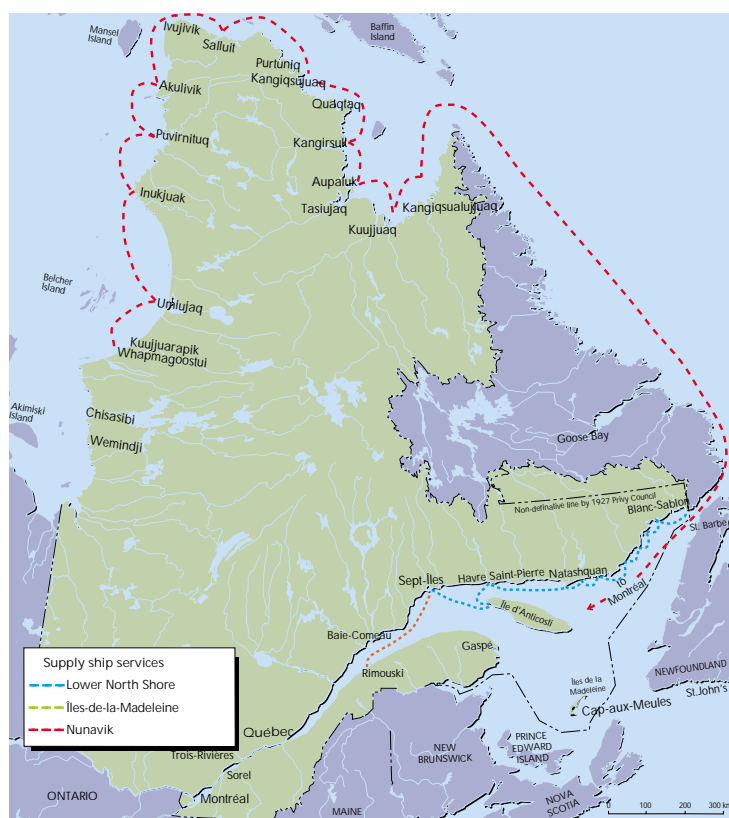 Ivujivik
Mansel
Island
Salluit
Baffin
Island
Purtuniq
Kangiqsujuaq
Akulivik
Quaqtaq
Puvirnituq
Kangirsuk
Aupaluk
Inukjuak
Tasiujaq
Kangiqsualujjuaq
Kuujjuaq
Belcher
Island
Umiujaq
Kuujjuarapik
Whapmagoostui
Akimiski
Island
Chisasibi
Wemindji
Goose Bay
Non-definative line by 1927 Privy Council
Blanc-Sablon
St. Barbe
Sept-Îles
Havre Saint-Pierre
Natashquan
to
Montréal
Île d'Anticosti
Baie-Comeau
Gaspé
Rimouski
Îles de la
Madeleine
NEWFOUNDLAND
St.John's
Cap-aux-Meules
Supply ship services
Lower North Shore
Îles-de-la-Madeleine
Nunavik
Québec
Trois-Rivières
Sorel
Montréal
NEW
BRUNSWICK
PRINCE
EDWARD
ISLAND
NOVA
SCOTIA
ONTARIO
MAINE
0 100 200 300 km